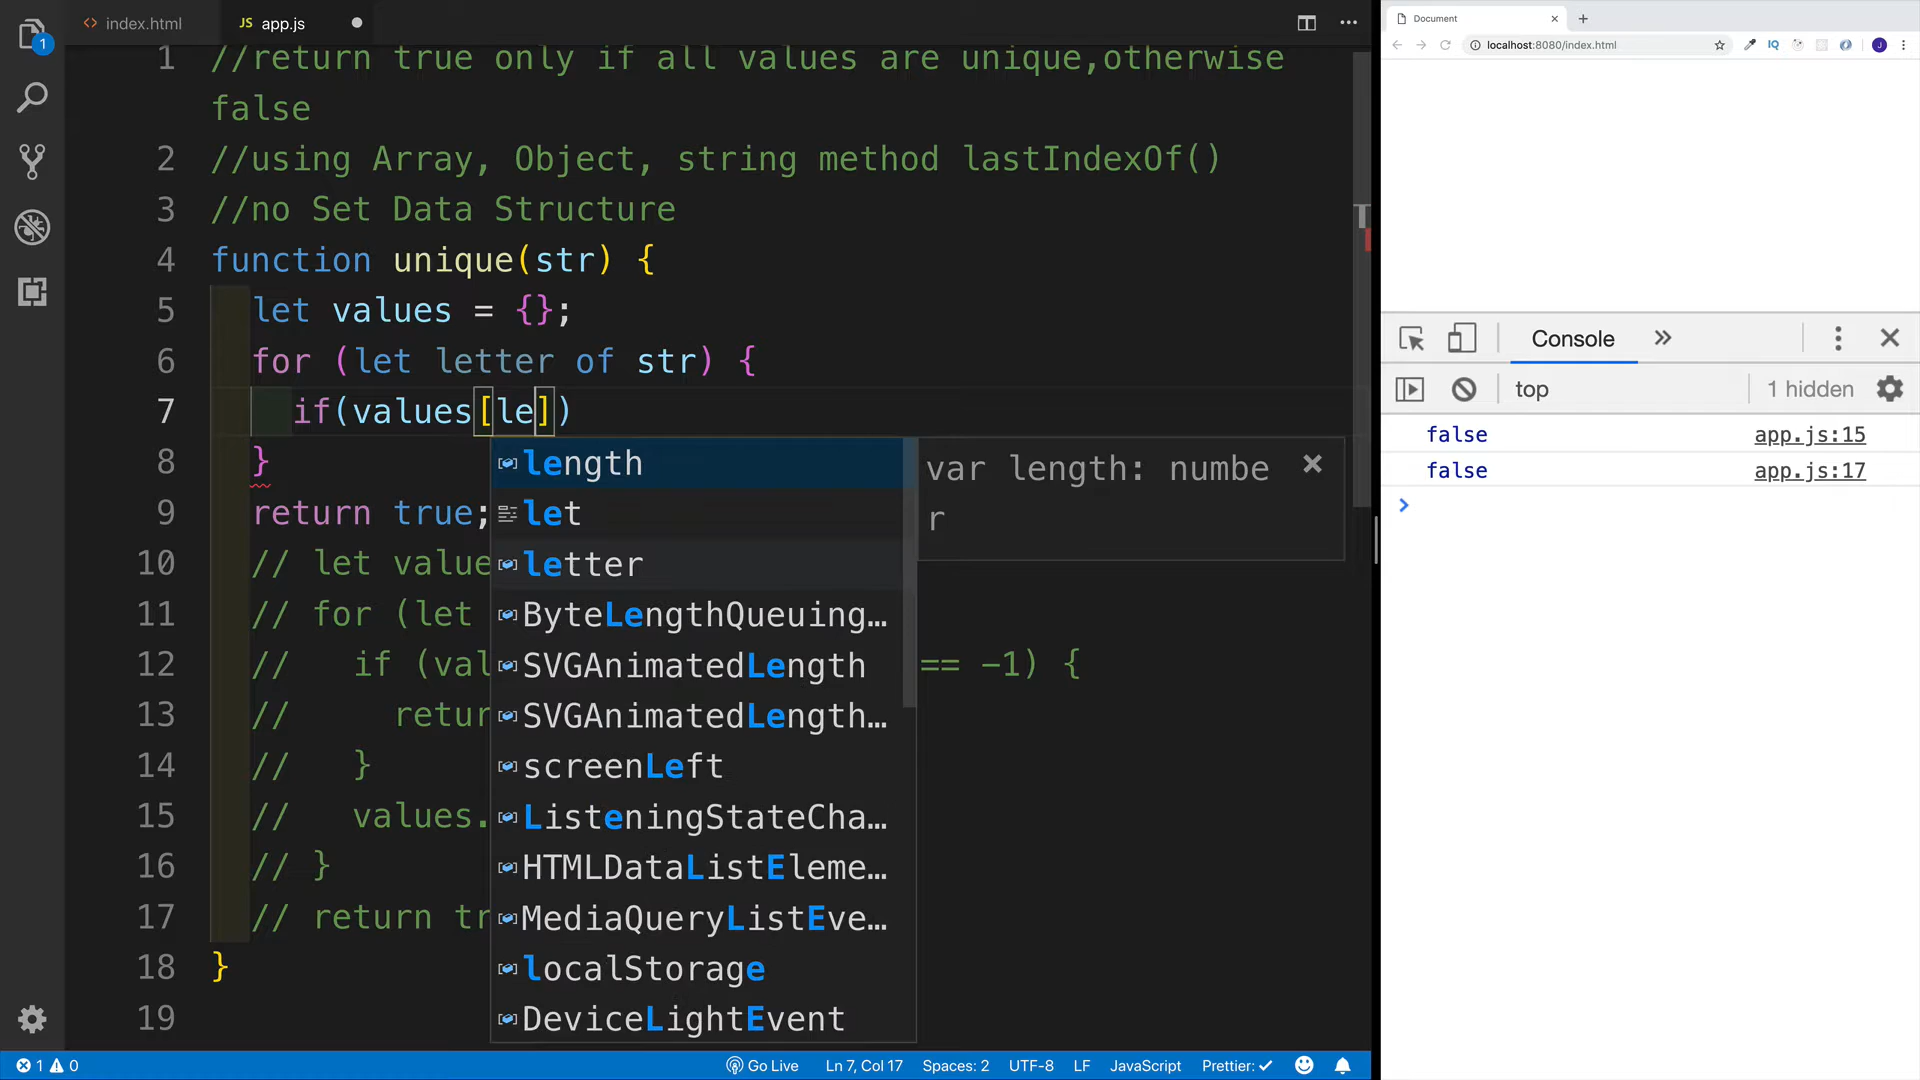 index.html
JS app.js
1 //return true only if all values are unique,otherwise
false
2 //using Array, Object, string method lastIndexOf()
3 //no Set Data Structure
4 function unique(str) {
5 let values = {};
6 for (let letter of str) {
7 if(values[le])
8 }
9 return true;
10 // let value
11 // for (let
12 // if (val == -1) {
13 // retur
14 // }
15 // values.
16 // }
17 // return tr
18 }
19
length
let
letter
ByteLengthQueuing…
SVGAnimatedLength
SVGAnimatedLength…
screenLeft
ListeningStateCha…
HTMLDataListEleme…
MediaQueryListEve…
localStorage
DeviceLightEvent
var length: numbe
r
1
1 0
Go Live Ln 7, Col 17 Spaces: 2 UTF-8 LF JavaScript Prettier: ✓
Document
localhost:8080/index.html
IQ
J
Console
top 1 hidden
false app.js:15
false app.js:17